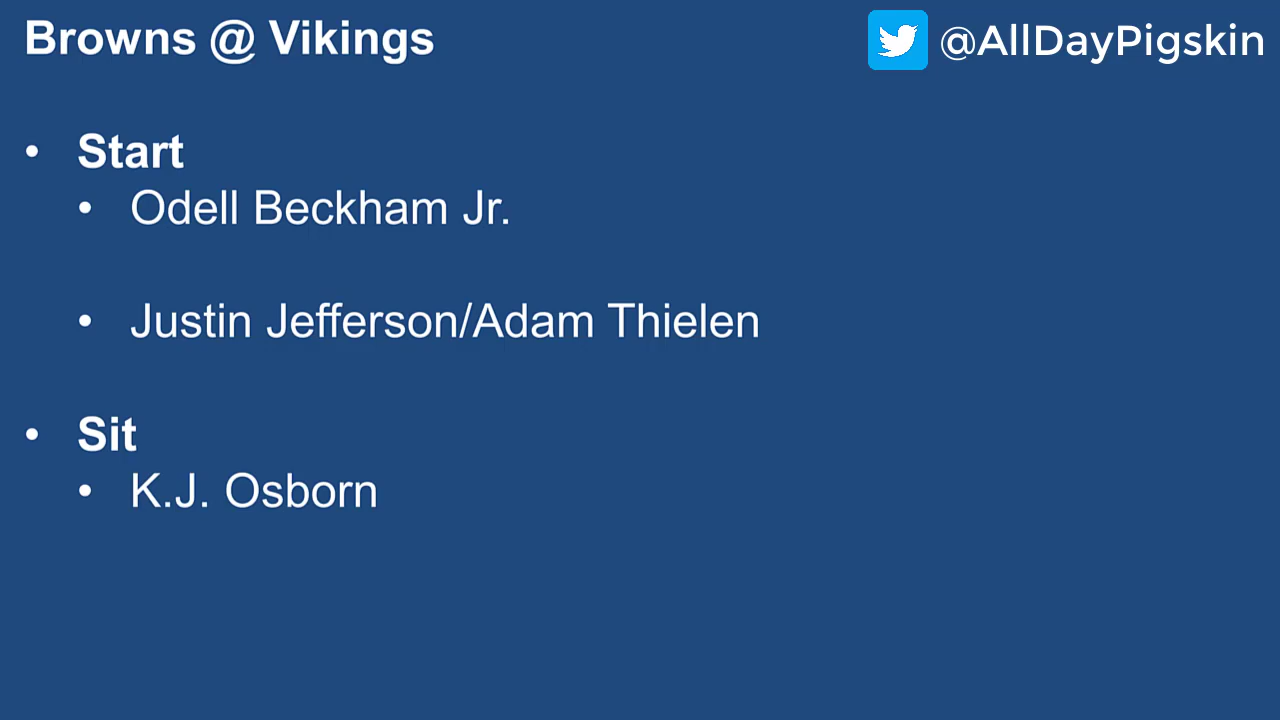 Browns @ Vikings
@AllDayPigskin
• Start
• Odell Beckham Jr.
• Justin Jefferson/Adam Thielen
• Sit
• K.J. Osborn